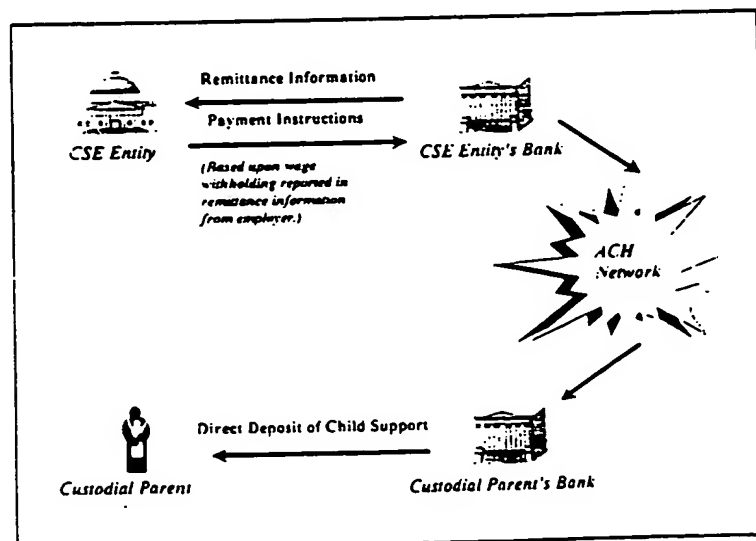 Remittance Information
Payment Instructions
CSE Entity
CSE Entity's Bank
(Based upon wage
withholding reported in
remittance information
from employer.)
ACH
Network
Direct Deposit of Child Support
Custodial Parent
Custodial Parent's Bank